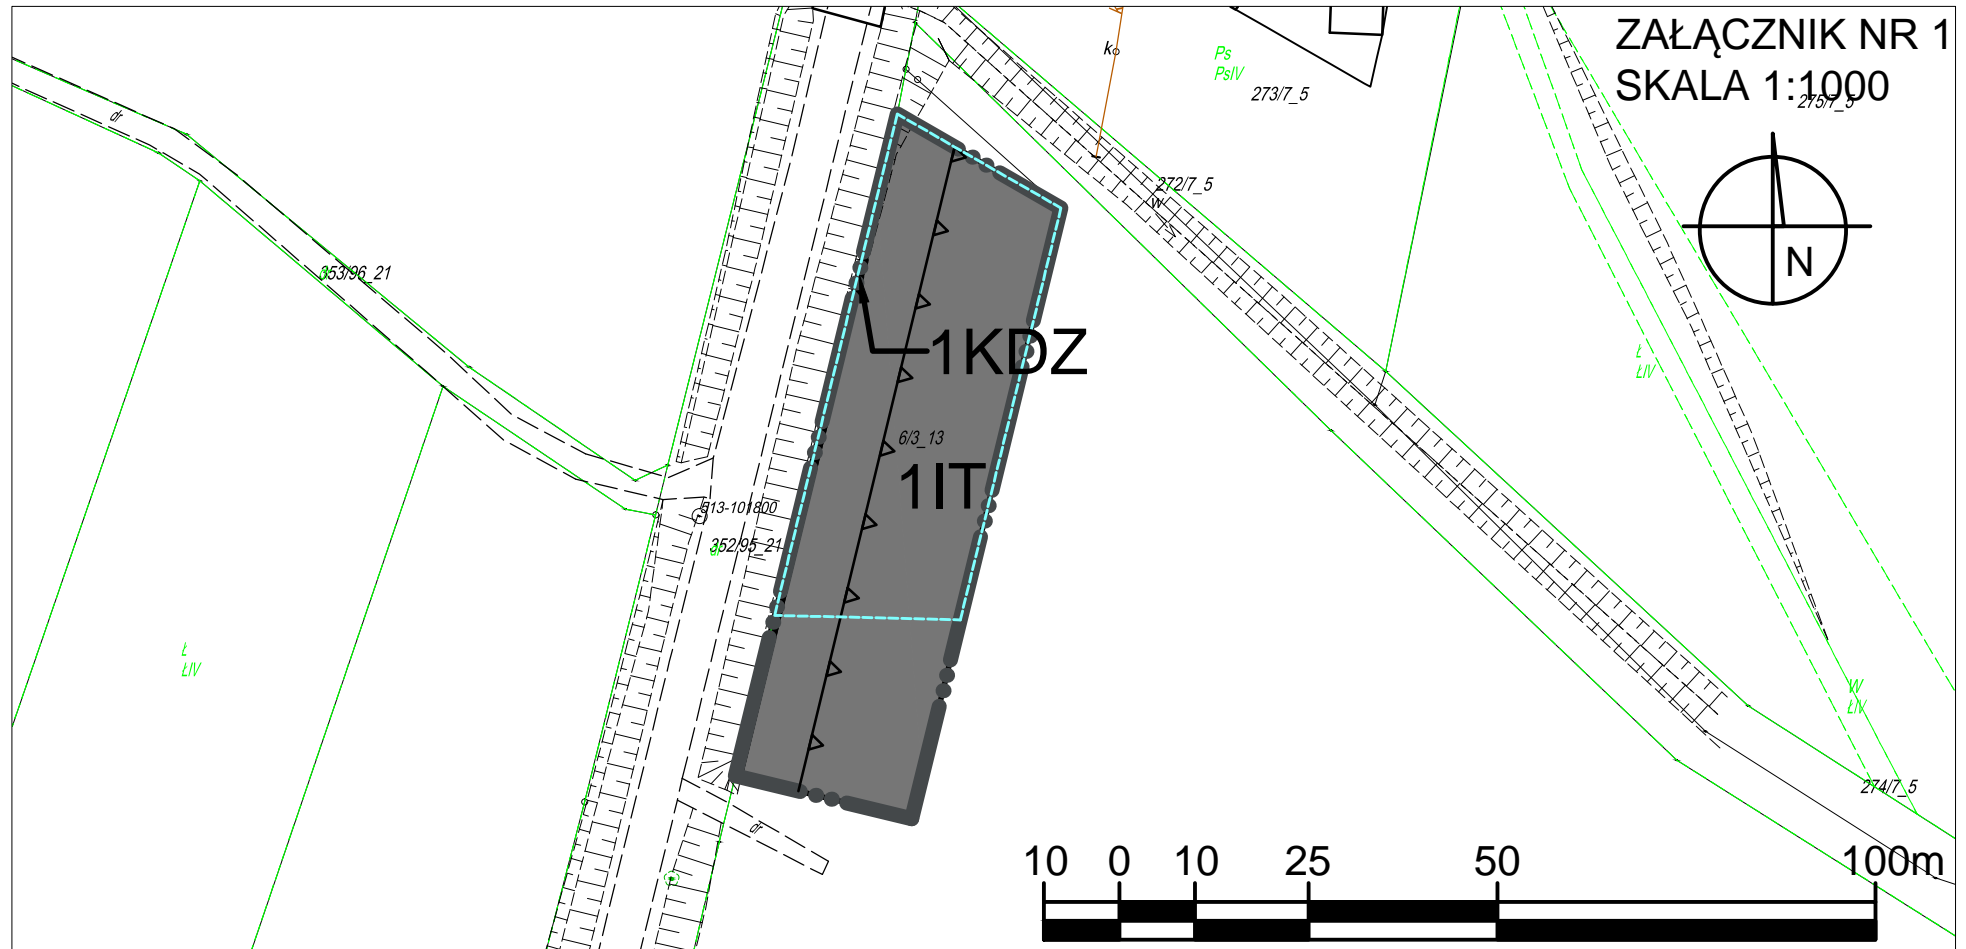 ZAŁĄCZNIK NR 1
SKALA 1:1000
275/7_5
k
Ps
PsIV
273/7_5
dr
272/7_5
W
N
353/96_21
1KDZ
Ł
ŁIV
6/3_13
1IT
513-101800
352/95_21
dr
Ł
ŁIV
W
ŁIV
274/7_5
dr
10 0 10 25 50 100m